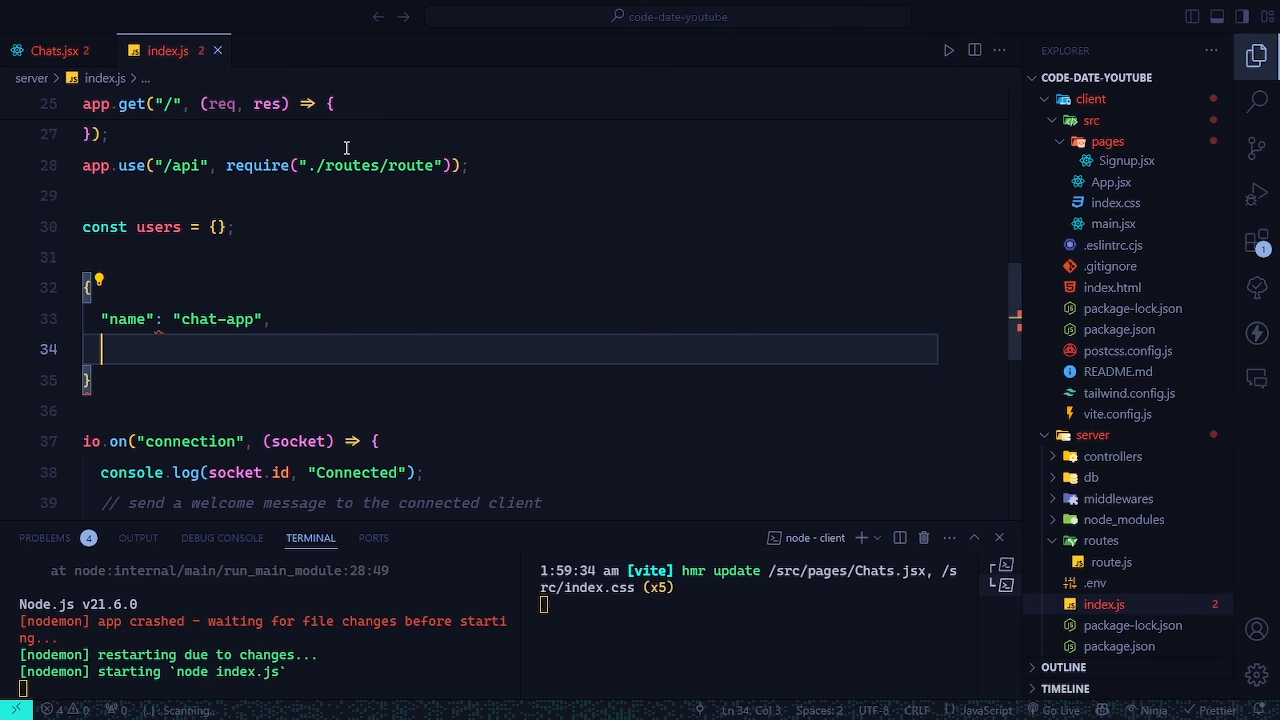 code-date-youtube
Chats.jsx 2
index.js 2
server > index.js > ...
25 app.get("/", (req, res) => {
27 });
28 app.use("/api", require("./routes/route"));
29
30 const users = {};
31
32 {
33 "name": "chat-app",
34
35 }
36
37 io.on("connection", (socket) => {
38 console.log(socket.id, "Connected");
39 // send a welcome message to the connected client
PROBLEMS 4 OUTPUT DEBUG CONSOLE TERMINAL PORTS
node - client
at node:internal/main/run_main_module:28:49
Node.js v21.6.0
[nodemon] app crashed - waiting for file changes before starti
ng...
[nodemon] restarting due to changes...
[nodemon] starting `node index.js`
1:59:34 am [vite] hmr update /src/pages/Chats.jsx, /s
rc/index.css (x5)
EXPLORER
CODE-DATE-YOUTUBE
client
src
pages
Signup.jsx
App.jsx
index.css
main.jsx
.eslintrc.cjs
.gitignore
index.html
package-lock.json
package.json
postcss.config.js
README.md
tailwind.config.js
vite.config.js
server
controllers
db
middlewares
node_modules
routes
route.js
.env
index.js 2
package-lock.json
package.json
OUTLINE
TIMELINE
1
4 0 0 Scanning.. Ln 34, Col 3 Spaces: 2 UTF-8 CRLF JavaScript Go Live Ninja Prettier